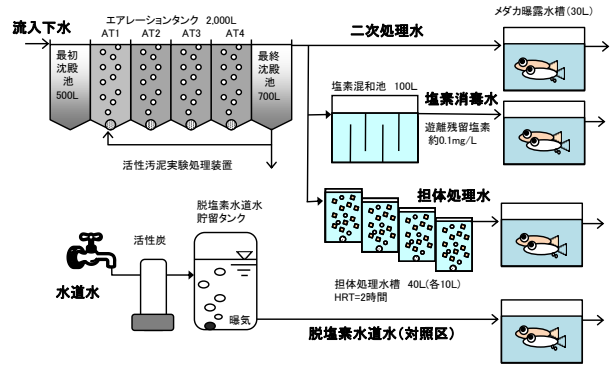 流入下水
エアレーションタンク 2,000L
AT1 AT2 AT3 AT4
最初
沈殿
池
500L
最終
沈殿
池
700L
活性汚泥実験処理装置
二次処理水
メダカ曝露水槽(30L)
塩素混和池 100L
塩素消毒水
遊離残留塩素
約0.1mg/L
担体処理水
担体処理水槽 40L(各10L)
HRT=2時間
水道水
活性炭
脱塩素水道水
貯留タンク
曝気
脱塩素水道水(対照区)